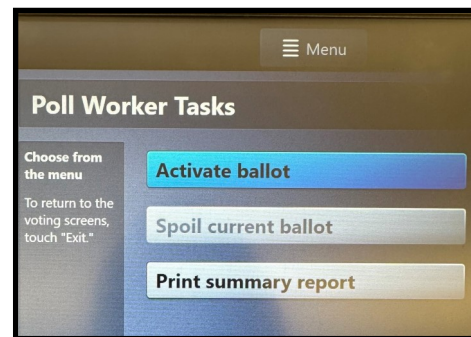 Menu
Poll Worker Tasks
Choose from
the menu
To return to the
voting screens,
touch "Exit."
Activate ballot
Spoil current ballot
Print summary report